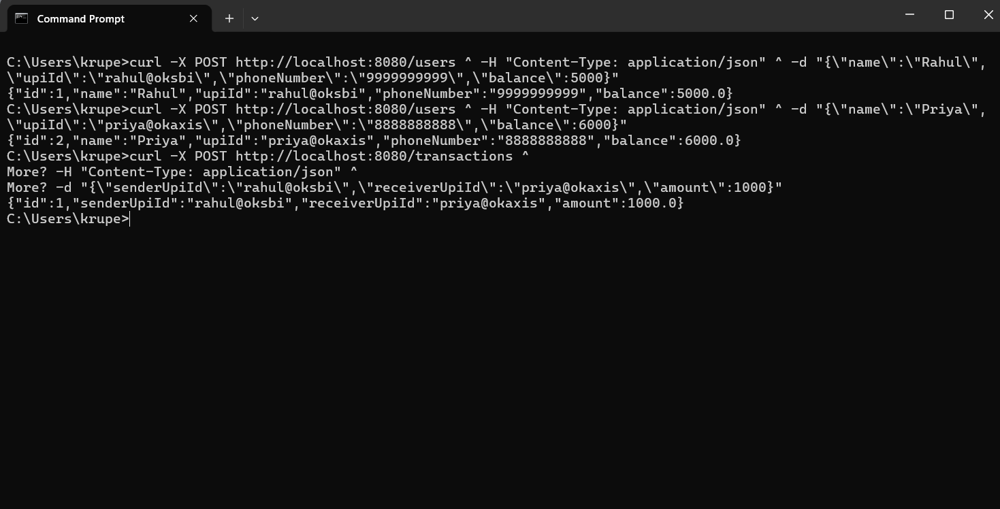 Command Prompt
C:\Users\krupe>curl -X POST http://localhost:8080/users ^ -H "Content-Type: application/json" ^ -d "{\"name\":\"Rahul\",
\"upiId\":\"rahul@oksbi\",\"phoneNumber\":\"9999999999\",\"balance\":5000}"
{"id":1,"name":"Rahul","upiId":"rahul@oksbi","phoneNumber":"9999999999","balance":5000.0}
C:\Users\krupe>curl -X POST http://localhost:8080/users ^ -H "Content-Type: application/json" ^ -d "{\"name\":\"Priya\",
\"upiId\":\"priya@okaxis\",\"phoneNumber\":\"8888888888\",\"balance\":6000}"
{"id":2,"name":"Priya","upiId":"priya@okaxis","phoneNumber":"8888888888","balance":6000.0}
C:\Users\krupe>curl -X POST http://localhost:8080/transactions ^
More? -H "Content-Type: application/json" ^
More? -d "{\"senderUpiId\":\"rahul@oksbi\",\"receiverUpiId\":\"priya@okaxis\",\"amount\":1000}"
{"id":1,"senderUpiId":"rahul@oksbi","receiverUpiId":"priya@okaxis","amount":1000.0}
C:\Users\krupe>